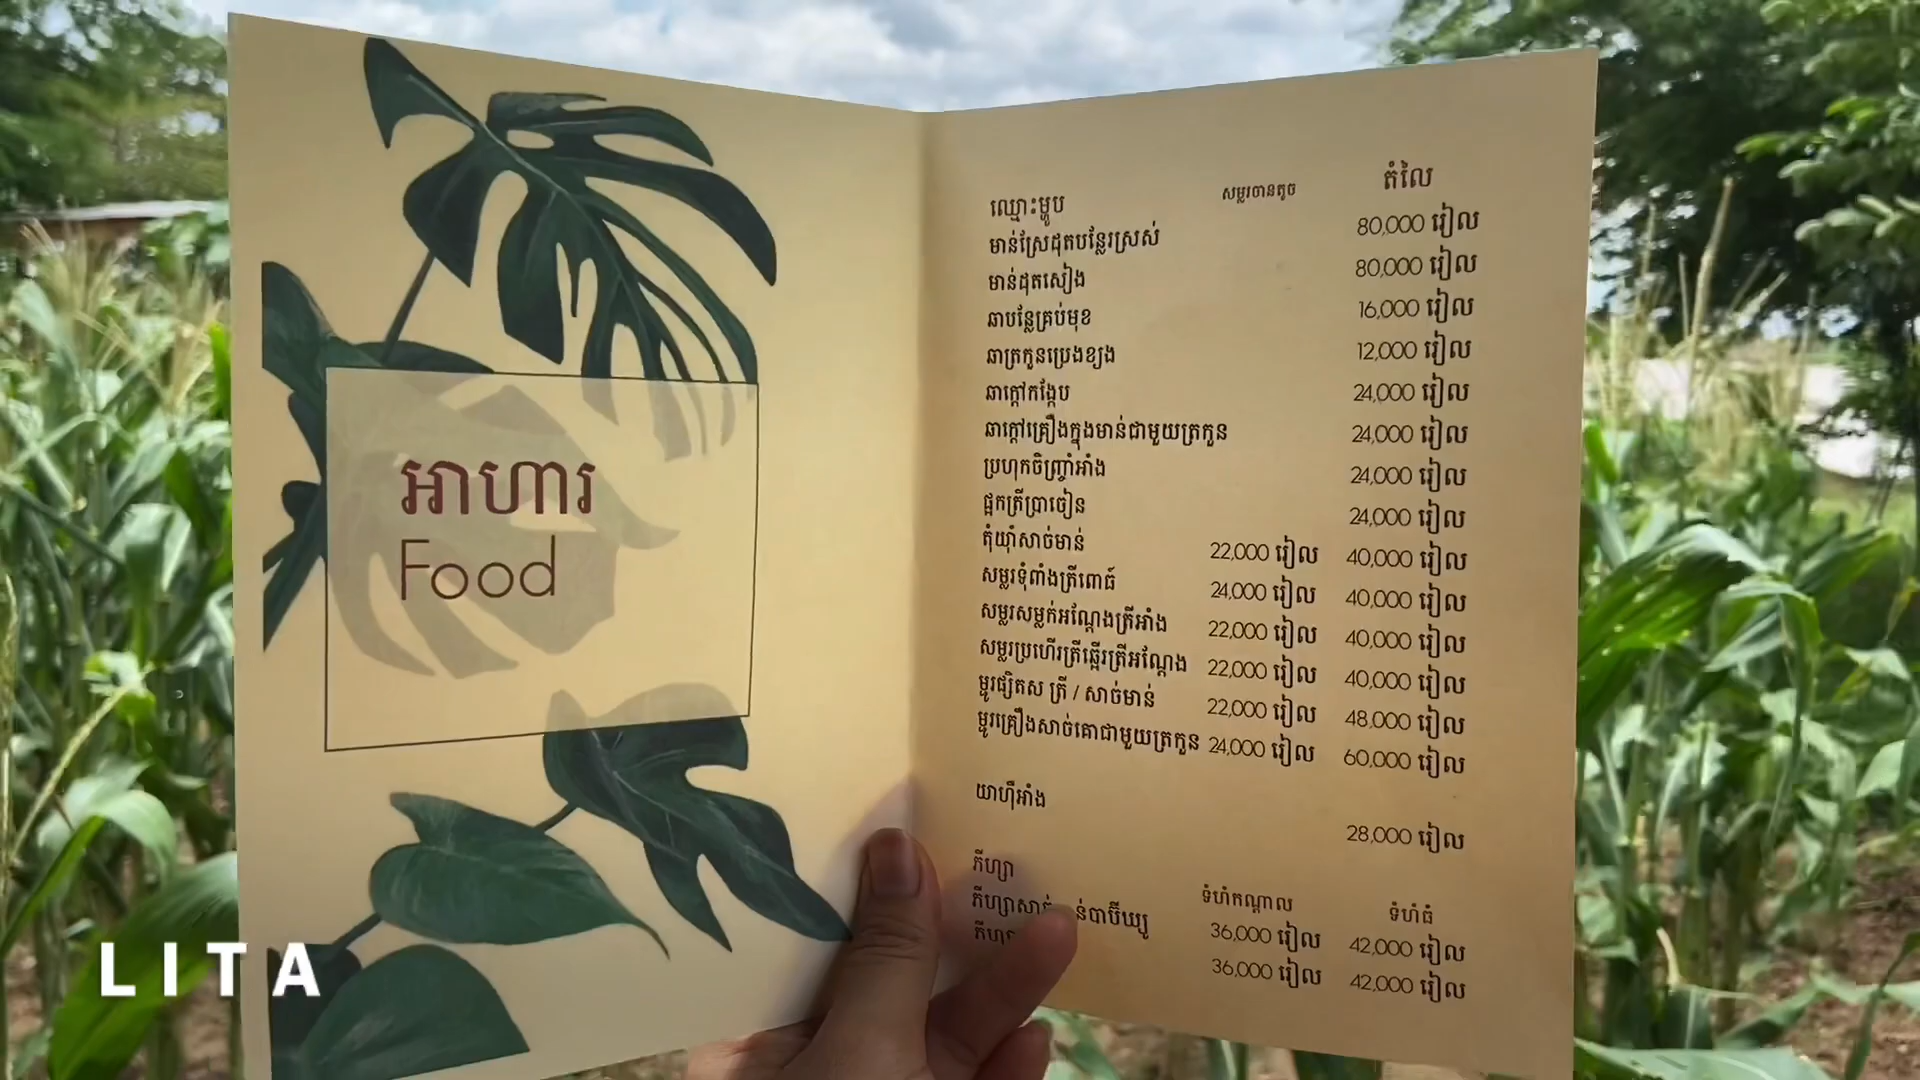 អាហារ
Food
ឈ្មោះម្ហូប សម្លរចានតូច តំលៃ
មាន់ស្រែដុតបន្លែស្រស់ 80,000 រៀល
មាន់ដុតសៀង 80,000 រៀល
ឆាបន្លែគ្រប់មុខ 16,000 រៀល
ឆាត្រកួនប្រេងខ្យង 12,000 រៀល
ឆាក្តៅកង្កែប 24,000 រៀល
ឆាក្តៅគ្រឿងក្នុងមាន់ជាមួយត្រកួន 24,000 រៀល
ប្រហុកចិញ្ច្រាំអាំង 24,000 រៀល
ផ្អកត្រីប្រាចៀន 24,000 រៀល
តុំយ៉ាំសាច់មាន់ 22,000 រៀល 40,000 រៀល
សម្លរទំពាំងត្រីពោធ៍ 24,000 រៀល 40,000 រៀល
សម្លរសម្លក់អណ្តែងត្រីអាំង 22,000 រៀល 40,000 រៀល
សម្លរប្រហើរត្រីឆ្អើរត្រីអណ្តែង 22,000 រៀល 40,000 រៀល
ម្ជូរផ្សិតស ត្រី / សាច់មាន់ 22,000 រៀល 48,000 រៀល
ម្ជូរគ្រឿងសាច់គោជាមួយត្រកួន 24,000 រៀល 60,000 រៀល
យាហ៊ឺអាំង 28,000 រៀល
ភីហ្សា ទំហំកណ្តាល ទំហំធំ
36,000 រៀល 42,000 រៀល
36,000 រៀល 42,000 រៀល
LITA